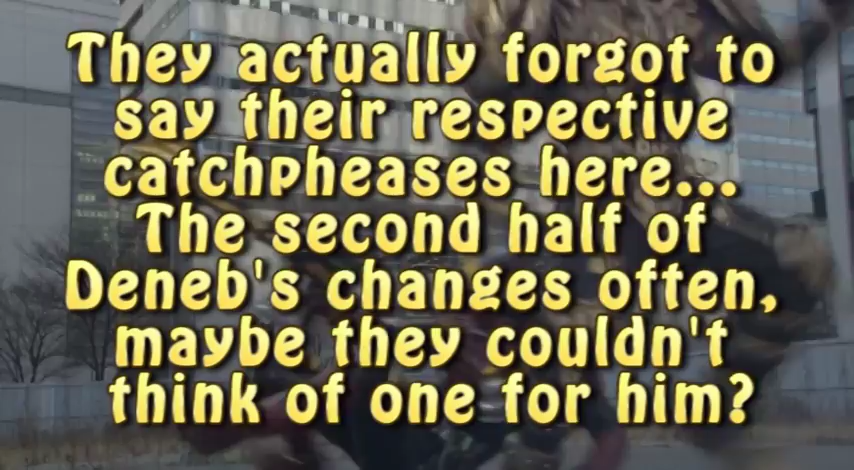 They actually forgot to
say their respective
catchpheases here...
The second half of
Deneb's changes often,
maybe they couldn't
think of one for him?